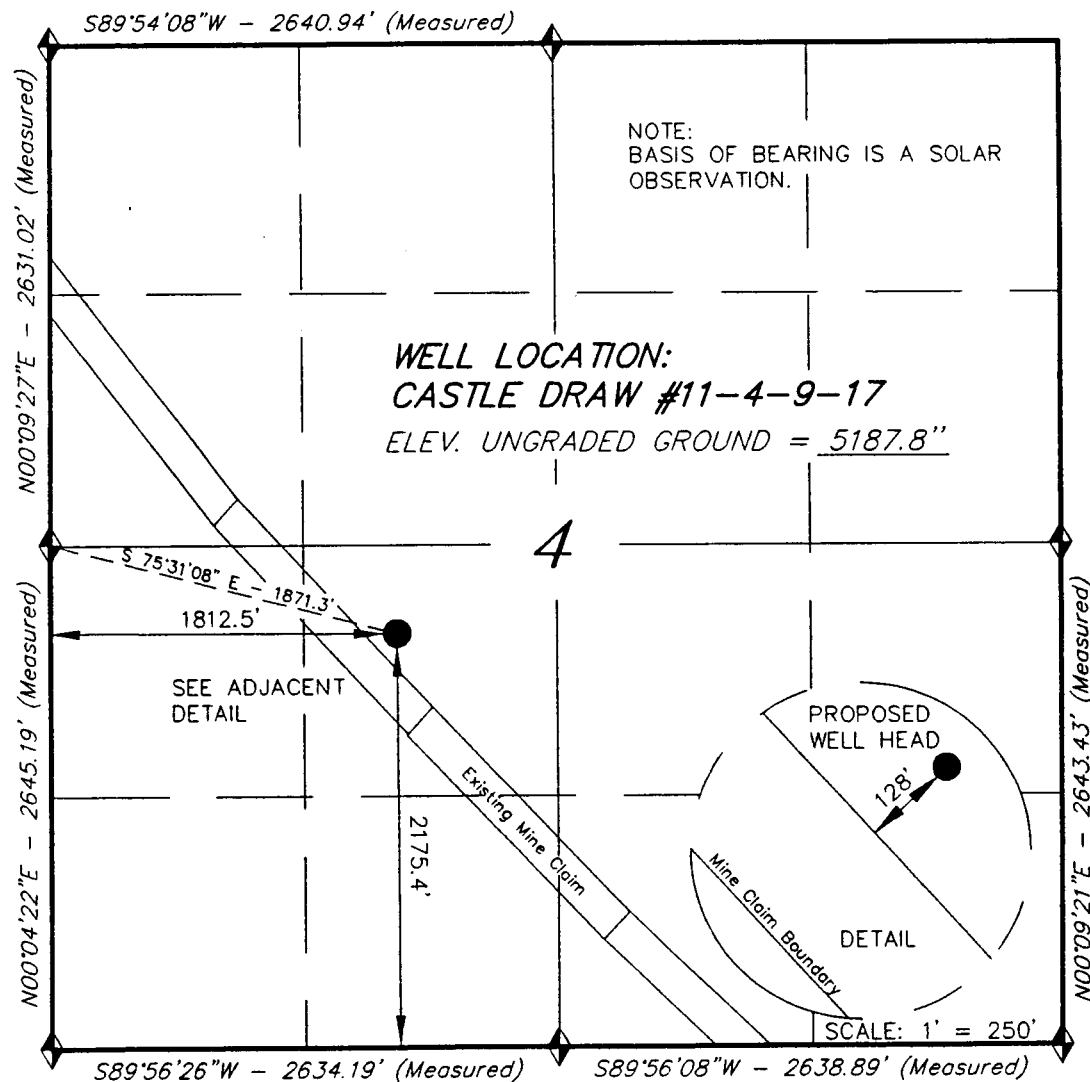 S89°54'08"W - 2640.94' (Measured)
N00°09'27"E - 2631.02' (Measured)
NOTE:
BASIS OF BEARING IS A SOLAR
OBSERVATION.
WELL LOCATION:
CASTLE DRAW #11-4-9-17
ELEV. UNGRADED GROUND = 5187.8"
4
S 75°31'08" E - 1871.3'
1812.5'
SEE ADJACENT
DETAIL
2175.4'
Existing Mine Claim
PROPOSED
WELL HEAD
128'
Mine Claim Boundary
DETAIL
SCALE: 1' = 250'
N00°04'22"E - 2645.19' (Measured)
N00°09'21"E - 2643.43' (Measured)
S89°56'26"W - 2634.19' (Measured)
S89°56'08"W - 2638.89' (Measured)